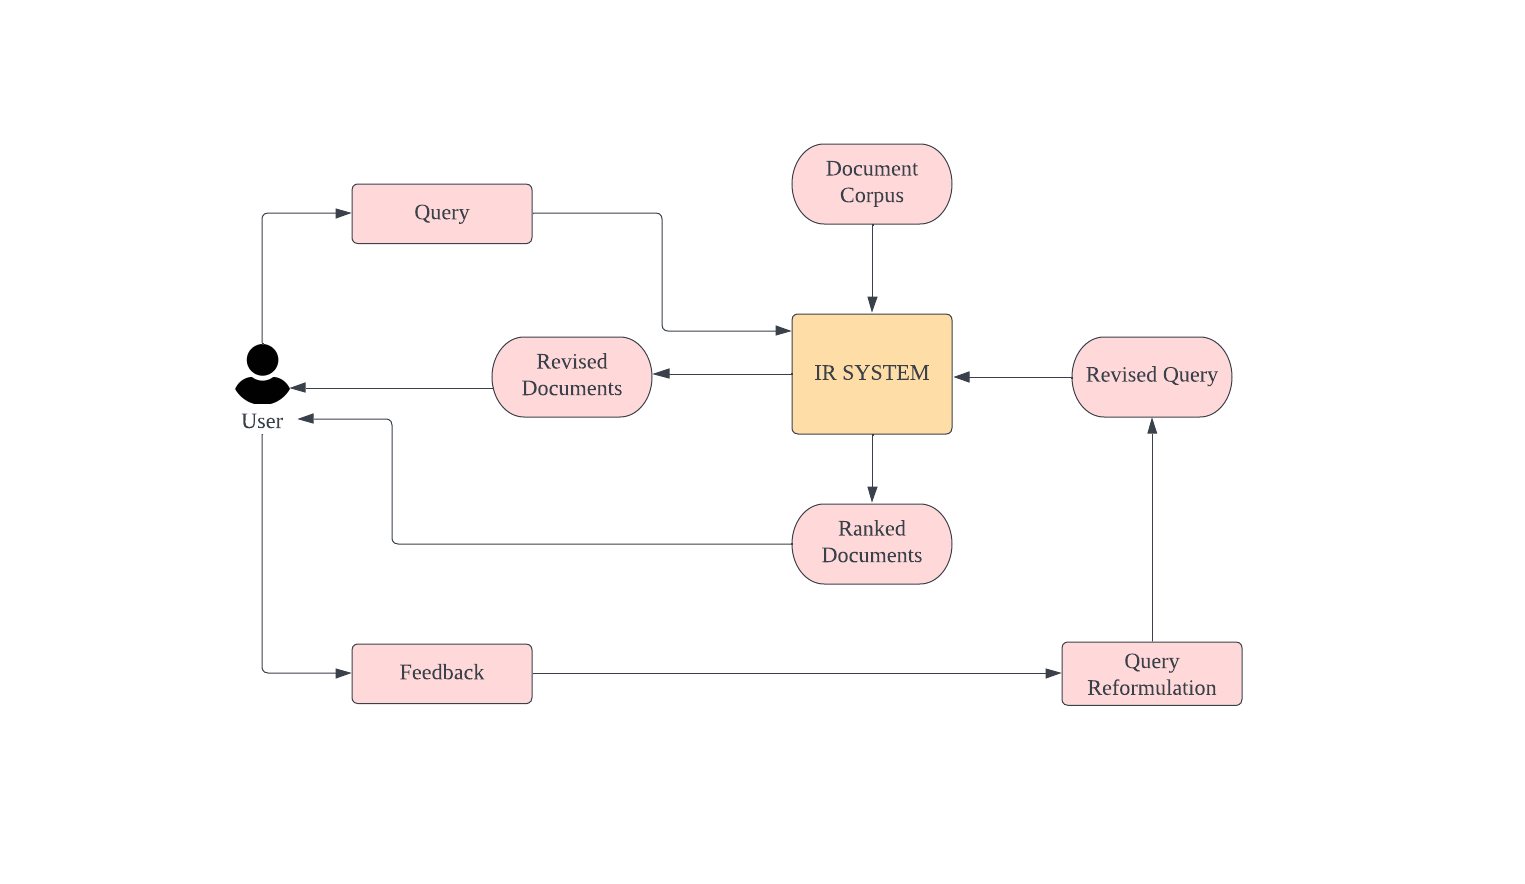 Document
Corpus
Query
Revised
Documents
IR SYSTEM
Revised Query
User
Ranked
Documents
Feedback
Query
Reformulation